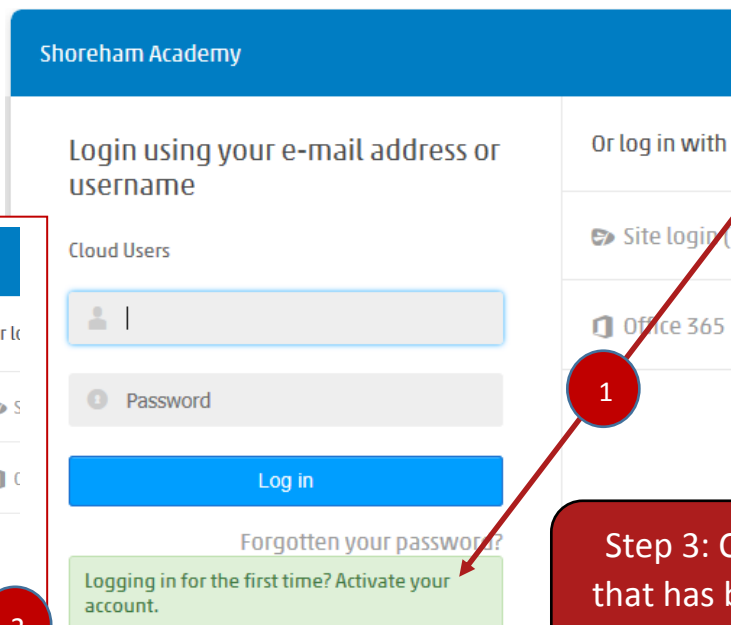 Shoreham Academy
Login using your e-mail address or
username
Cloud Users
Password
Log in
Forgotten your password?
Logging in for the first time? Activate your
account.
Or log in with
Site login (
Office 365
1
Step 3:
that has